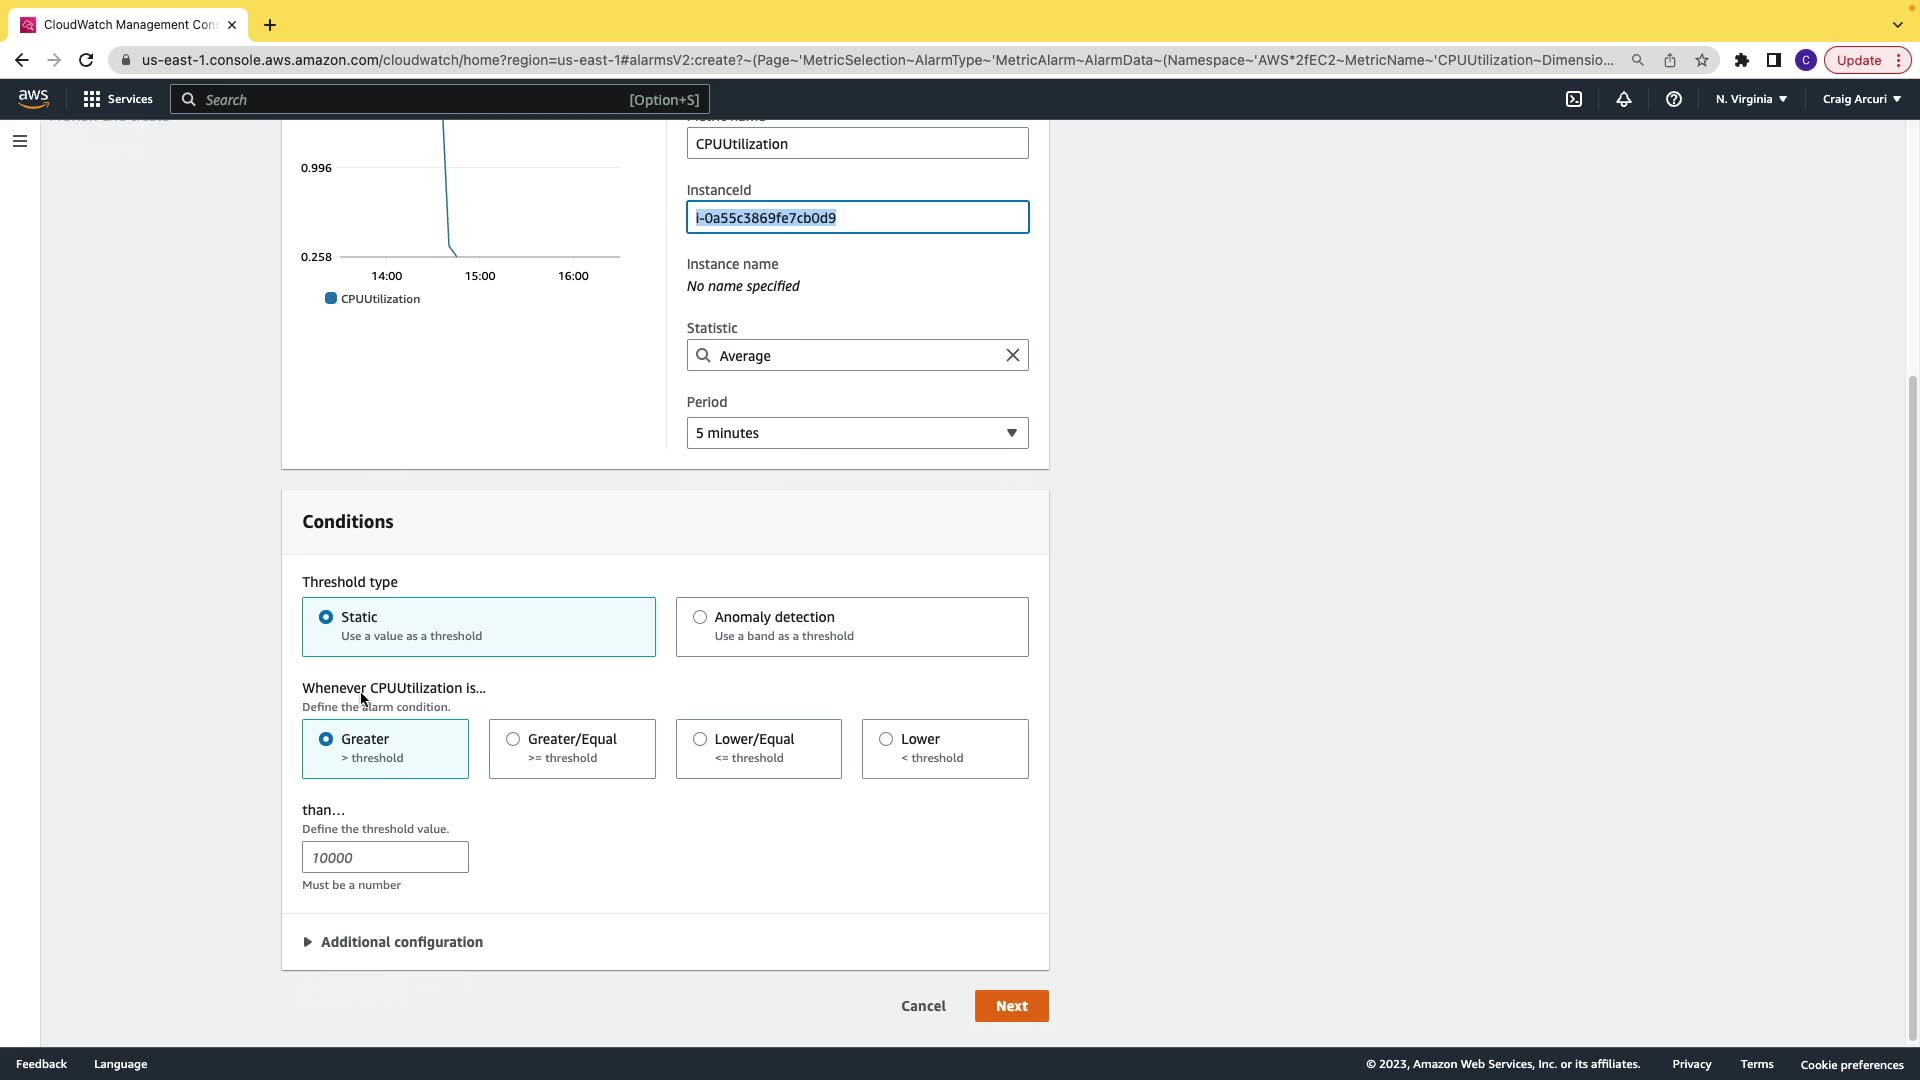 CloudWatch Management Con
us-east-1.console.aws.amazon.com/cloudwatch/home?region=us-east-1#alarmsV2:create?~(Page~'MetricSelection~AlarmType~'MetricAlarm~AlarmData~(Namespace~'AWS*2fEC2~MetricName~'CPUUtilization~Dimensio...
C
Update
aws
Services
Search
[Option+S]
N. Virginia
Craig Arcuri
0.996
0.258
14:00
15:00
16:00
CPUUtilization
CPUUtilization
InstanceId
i-0a55c3869fe7cb0d9
Instance name
No name specified
Statistic
Average
Period
5 minutes
Conditions
Threshold type
Static
Use a value as a threshold
Anomaly detection
Use a band as a threshold
Whenever CPUUtilization is...
Define the alarm condition.
Greater
> threshold
Greater/Equal
>= threshold
Lower/Equal
<= threshold
Lower
< threshold
than...
Define the threshold value.
10000
Must be a number
Additional configuration
Cancel
Next
Feedback
Language
© 2023, Amazon Web Services, Inc. or its affiliates.
Privacy
Terms
Cookie preferences